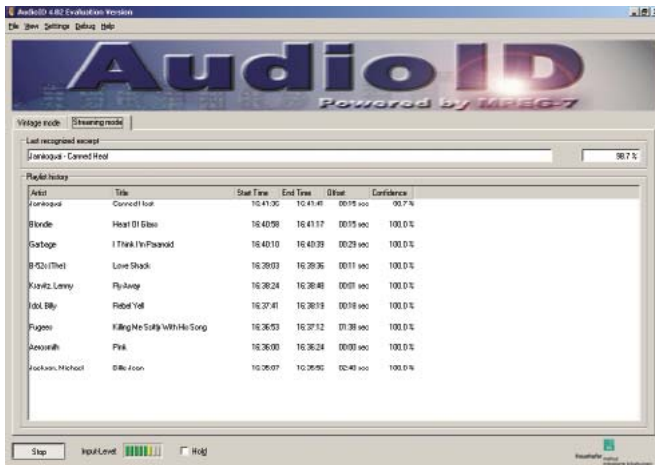 AudioID 4.02 Evaluation Version
File View Settings Debug Help
AudioID
Powered by MPEG-7
Vintage mode Streaming mode
Last recognized excerpt
Jamiroquai - Canned Heat 98.7 %
Playlist history
Artist Title Start Time End Time Offset Confidence
Jamiroquai Canned Heat 16:41:30 16:41:41 00:15 sec 98.7 %
Blondie Heart Of Glass 16:40:58 16:41:17 00:15 sec 100.0 %
Garbage I Think I'm Paranoid 16:40:10 16:40:39 00:29 sec 100.0 %
B-52s (The) Love Shack 16:39:03 16:39:36 00:11 sec 100.0 %
Kravitz, Lenny Fly Away 16:38:24 16:38:48 00:01 sec 100.0 %
Idol, Billy Rebel Yell 16:37:41 16:38:19 00:18 sec 100.0 %
Fugees Killing Me Softly With His Song 16:36:53 16:37:12 01:38 sec 100.0 %
Aerosmith Pink 16:36:00 16:36:24 00:00 sec 100.0 %
Jackson, Michael Billie Jean 16:35:07 16:35:56 02:43 sec 100.0 %
Stop Input-Level Hold
Fraunhofer Institut